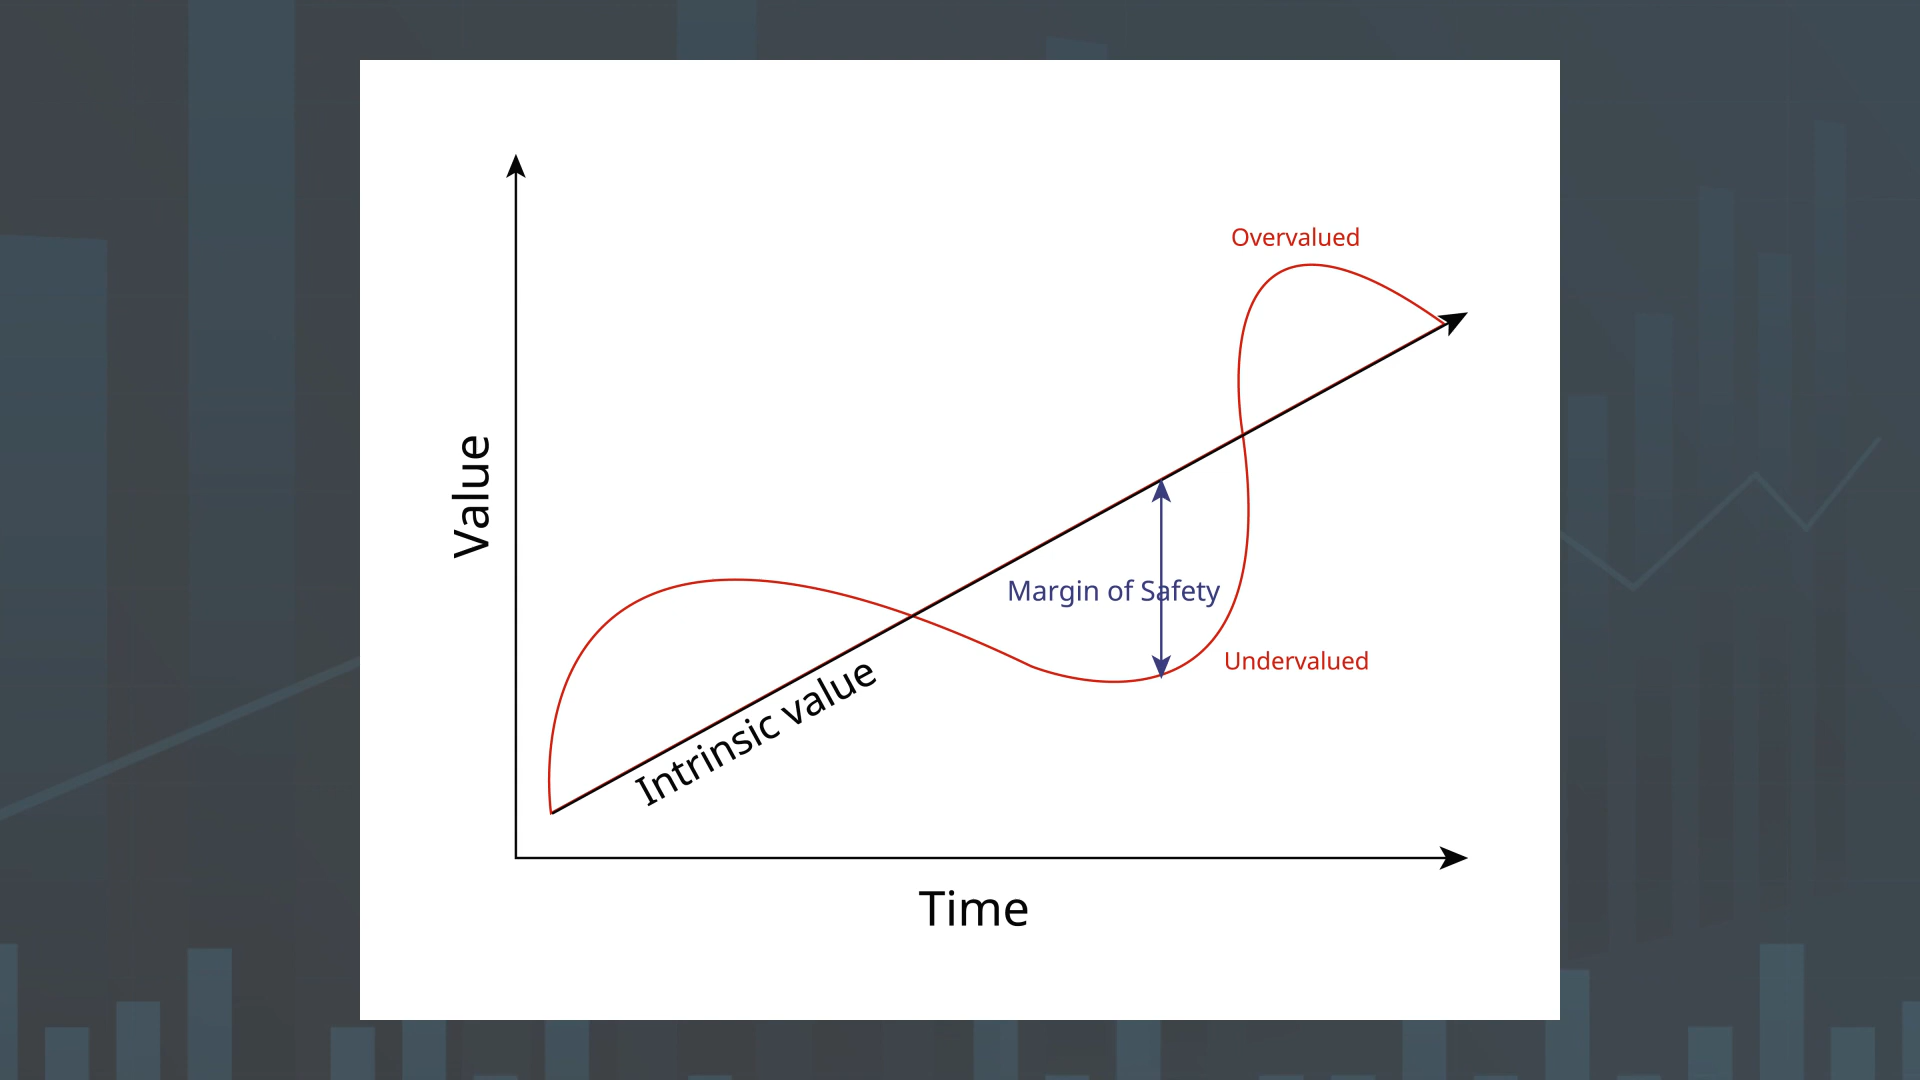 Overvalued
Value
Margin of Safety
Undervalued
Intrinsic value
Time